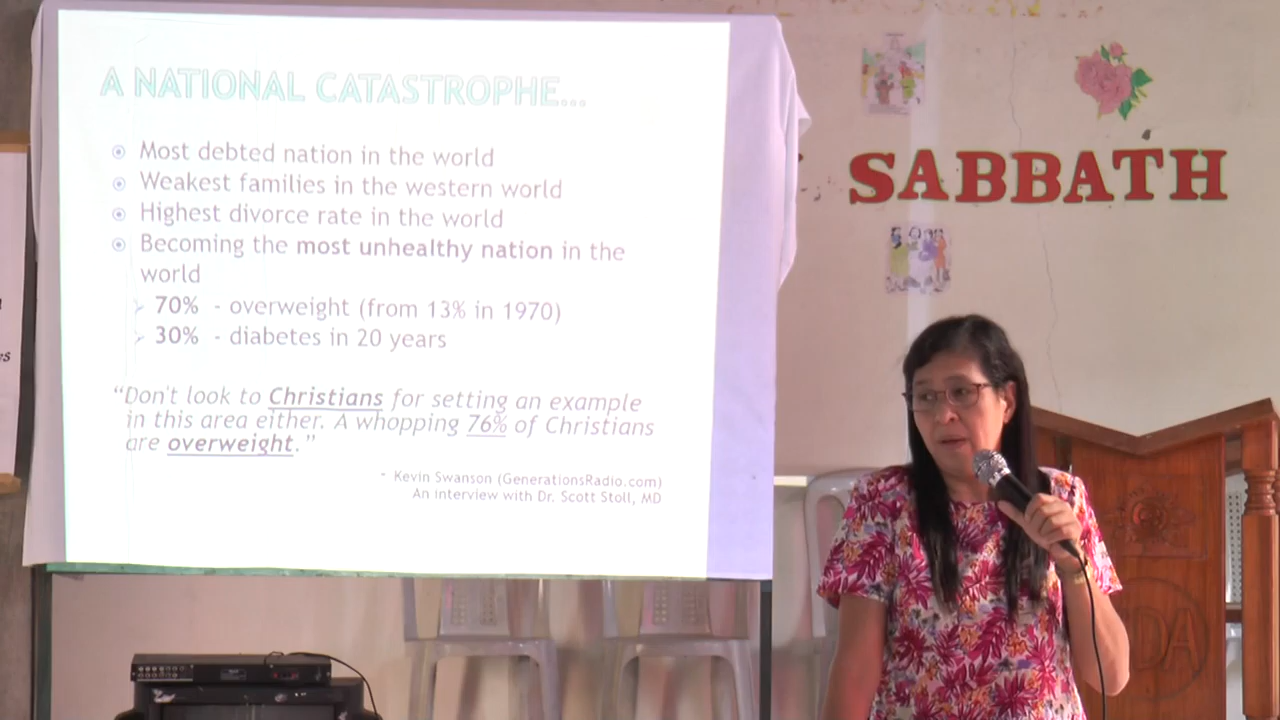 A NATIONAL CATASTROPHE...
Most debted nation in the world
Weakest families in the western world
Highest divorce rate in the world
Becoming the most unhealthy nation in the
world
70% - overweight (from 13% in 1970)
30% - diabetes in 20 years
“Don't look to Christians for setting an example
in this area either. A whopping 76% of Christians
are overweight.”
- Kevin Swanson (GenerationsRadio.com)
An interview with Dr. Scott Stoll, MD
SABBATH